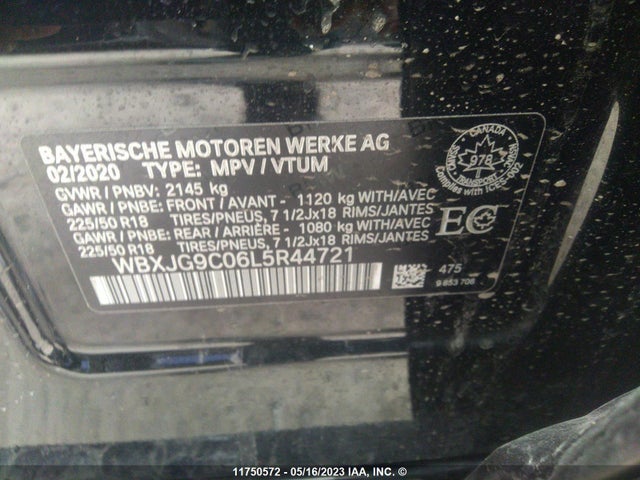 BAYERISCHE MOTOREN WERKE AG
02/2020 TYPE: MPV / VTUM
GVWR / PNBV: 2145 kg
GAWR / PNBE: FRONT / AVANT - 1120 kg WITH/AVEC
225/50 R18 TIRES/PNEUS, 7 1/2Jx18 RIMS/JANTES
GAWR / PNBE: REAR / ARRIÈRE - 1080 kg WITH/AVEC
225/50 R18 TIRES/PNEUS, 7 1/2Jx18 RIMS/JANTES
WBXJG9C06L5R44721
CANADA
978
TRANSPORT
Complies with ICES-002
EC
475
9 853 706
11750572 - 05/16/2023 IAA, INC. ©